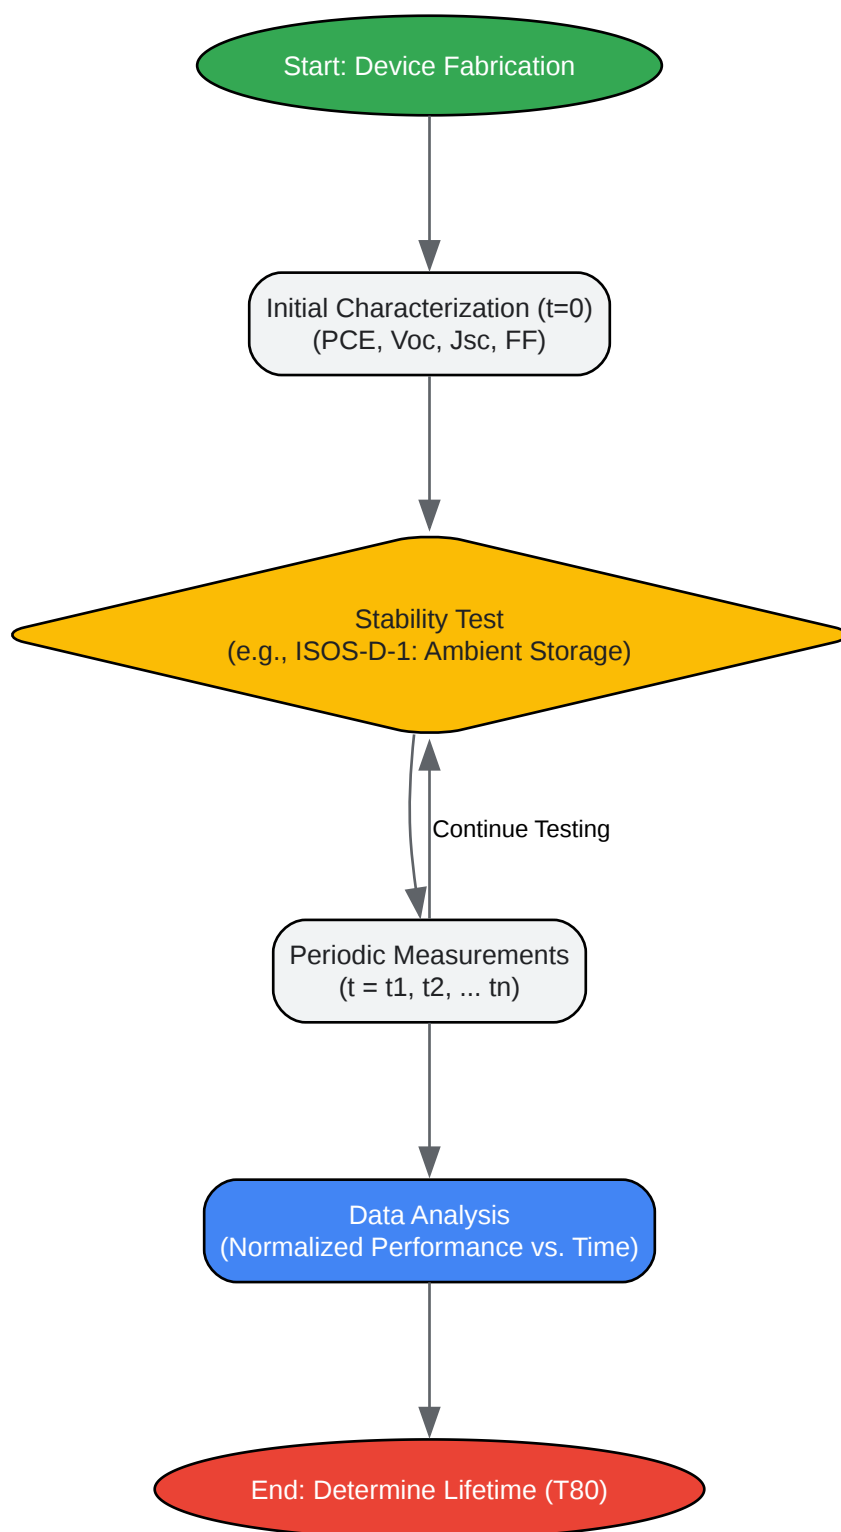 Start: Device Fabrication
Initial Characterization (t=0)
(PCE, Voc, Jsc, FF)
Stability Test
(e.g., ISOS-D-1: Ambient Storage)
Continue Testing
Periodic Measurements
(t = t1, t2, ... tn)
Data Analysis
(Normalized Performance vs. Time)
End: Determine Lifetime (T80)